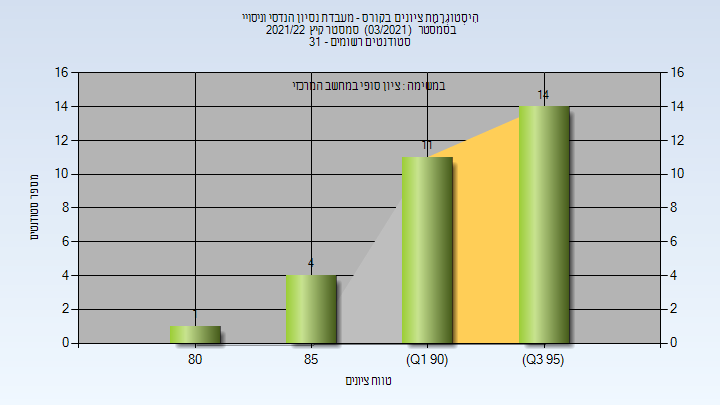 היסטוגרמת ציונים בקורס - מעבדת נסיון הנדסי וניסויי
בסמסטר (03/2021) סמסטר קיץ 2021/22
סטודנטים רשומים - 31
במשימה : ציון סופי במחשב המרכזי
16 16
14 14
12 12
10 10
8 8
6 6
4 4
2 2
0 0
1 4 11 14
80 85 (Q1 90) (Q3 95)
מספר סטודנטים
טווח ציונים